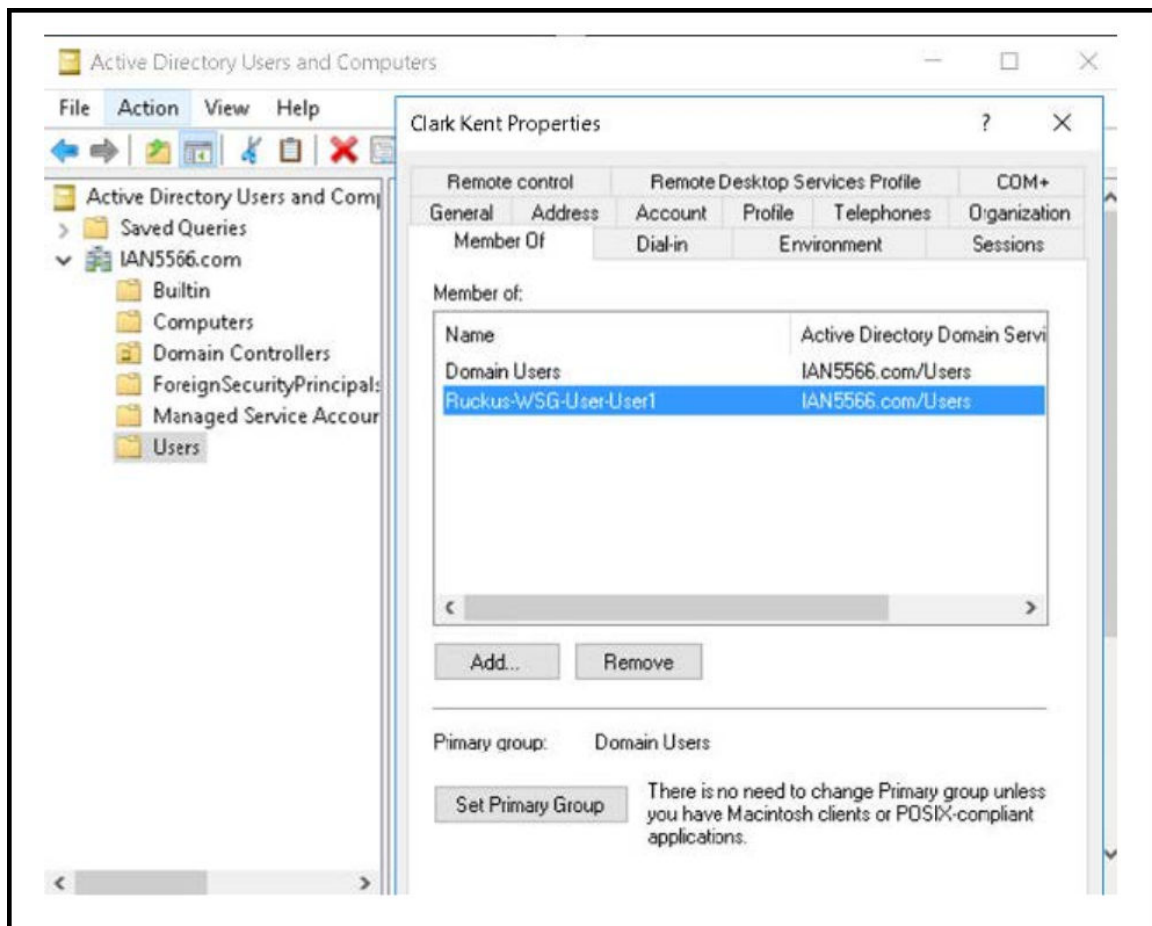 Active Directory Users and Computers
File Action View Help
Active Directory Users and Comp
Saved Queries
IAN5566.com
Builtin
Computers
Domain Controllers
ForeignSecurityPrincipals
Managed Service Accour
Users
Clark Kent Properties
Remote control Remote Desktop Services Profile COM+
General Address Account Profile Telephones Organization
Member Of Dial-in Environment Sessions
Member of:
Name Active Directory Domain Servi
Domain Users IAN5566.com/Users
Ruckus-WSG-User-User1 IAN5566.com/Users
Add... Remove
Primary group: Domain Users
Set Primary Group
There is no need to change Primary group unless
you have Macintosh clients or POSIX-compliant
applications.